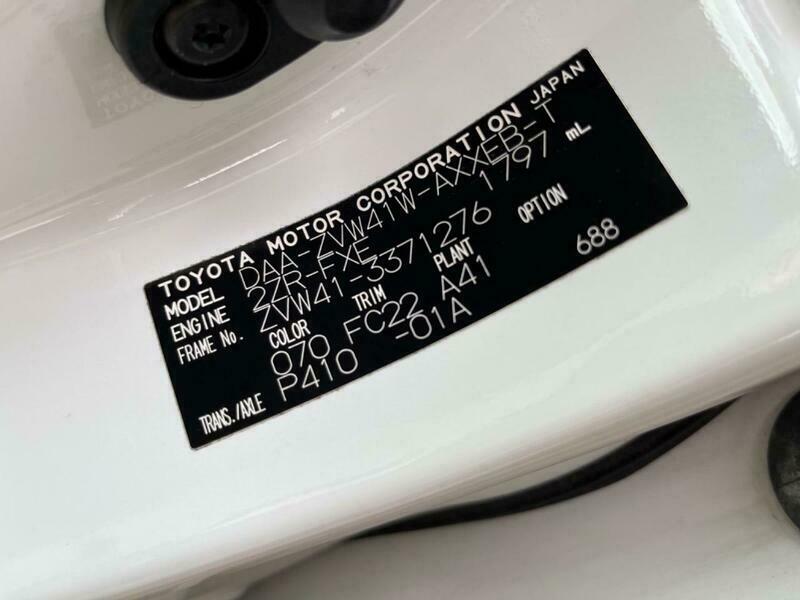 TOYOTA MOTOR CORPORATION JAPAN
MODEL DAA-ZVW41W-AXXEB-T
ENGINE 2ZR-FXE 1797 mL
FRAME No. ZVW41-3371276
COLOR TRIM PLANT OPTION
070 FC22 A41 688
TRANS./AXLE P410 -01A